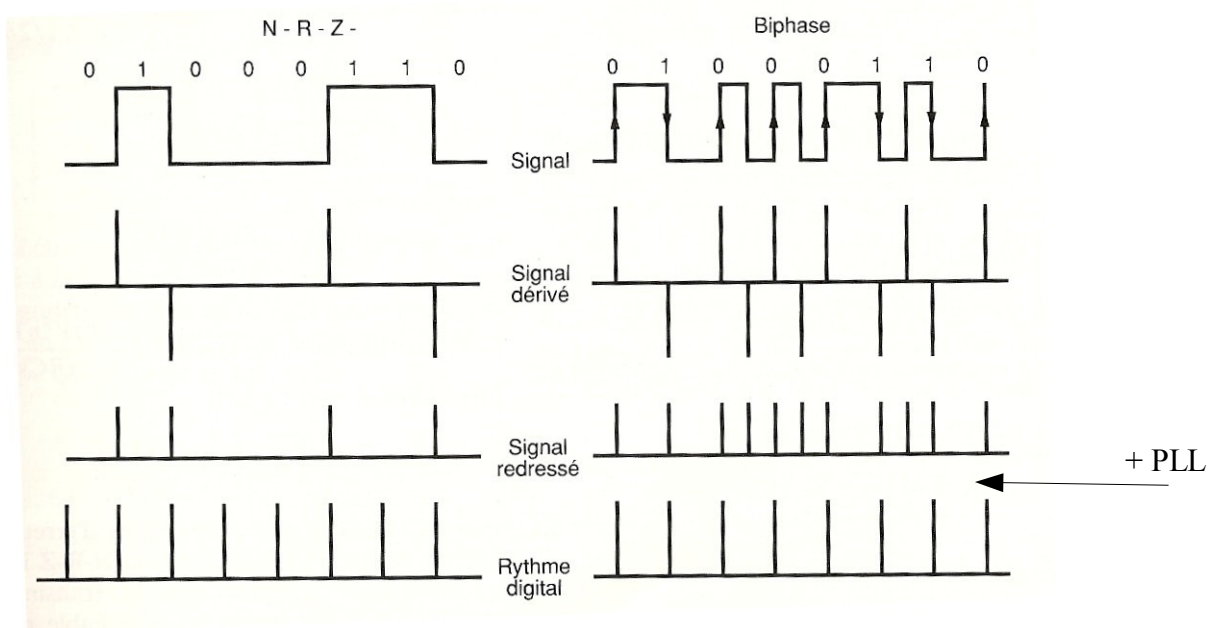 N - R - Z -
0 1 0 0 0 1 1 0
Biphase
0 1 0 0 0 1 1 0
Signal
Signal
dérivé
Signal
redressé
+ PLL
Rythme
digital